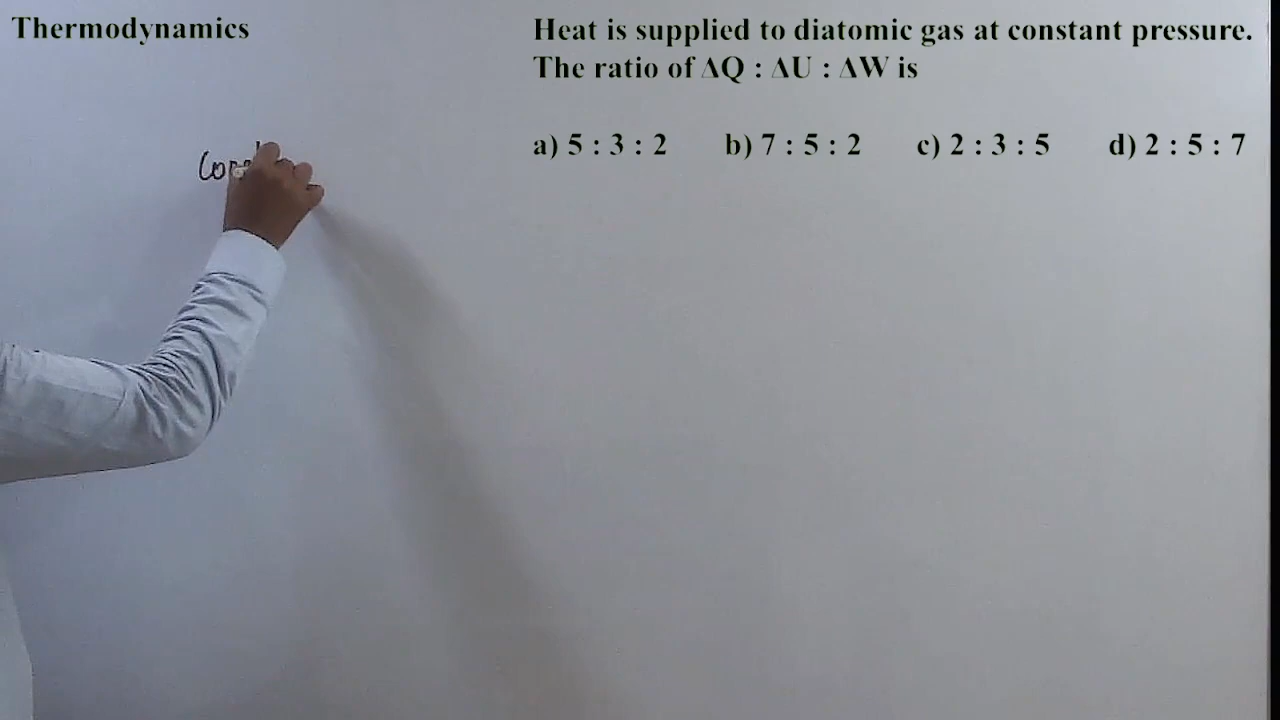 Thermodynamics
Heat is supplied to diatomic gas at constant pressure.
The ratio of ΔQ : ΔU : ΔW is
a) 5 : 3 : 2 b) 7 : 5 : 2 c) 2 : 3 : 5 d) 2 : 5 : 7